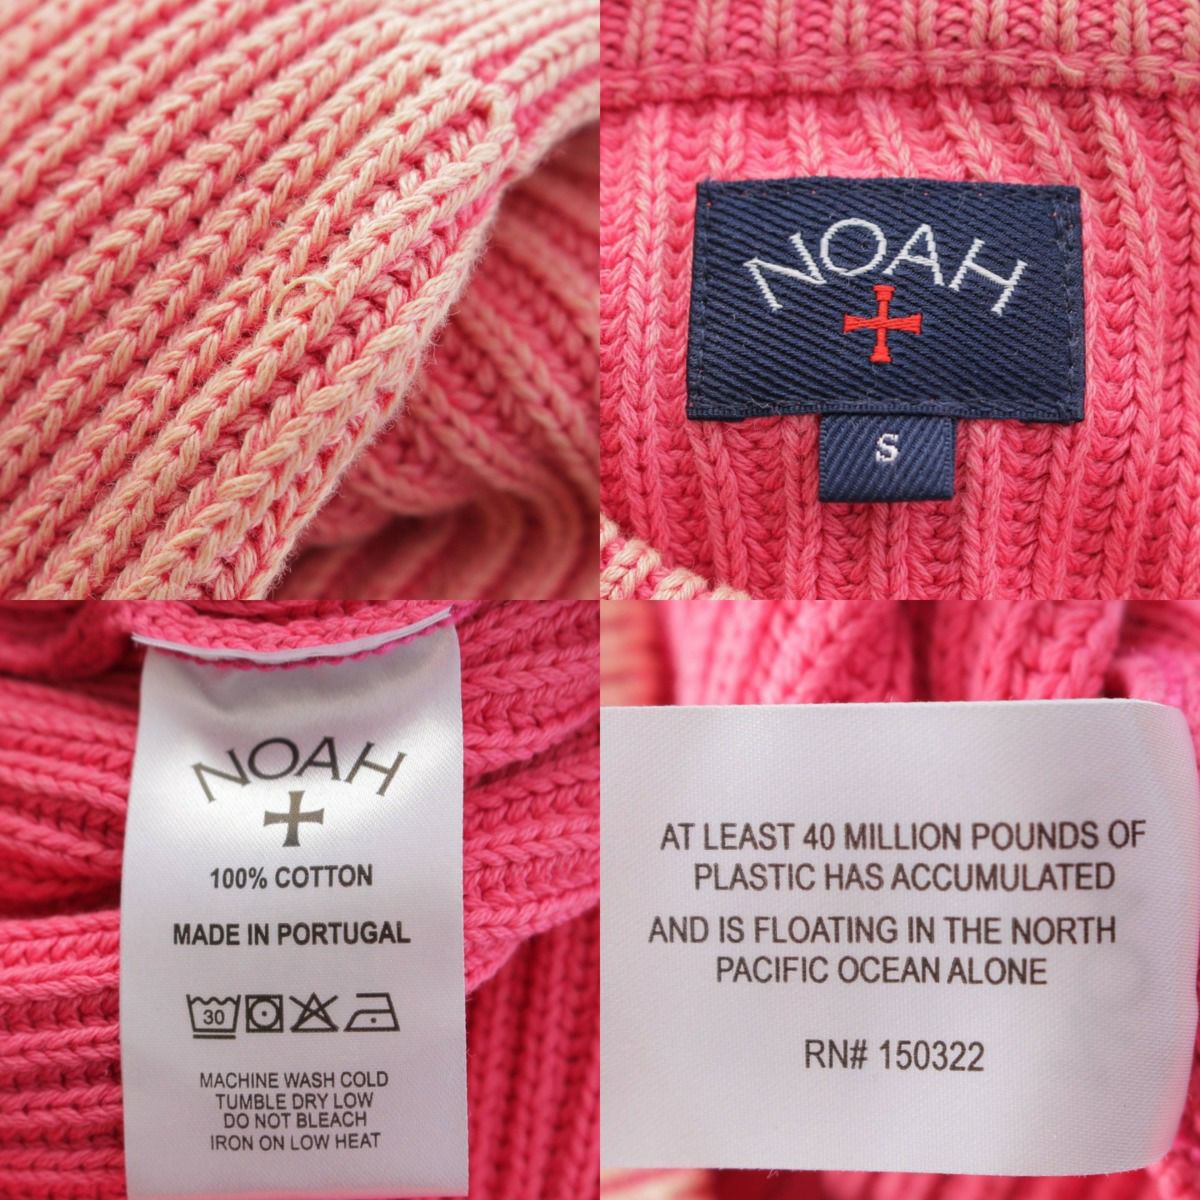 NOAH
S
NOAH
100% COTTON
MADE IN PORTUGAL
30
MACHINE WASH COLD
TUMBLE DRY LOW
DO NOT BLEACH
IRON ON LOW HEAT
AT LEAST 40 MILLION POUNDS OF
PLASTIC HAS ACCUMULATED
AND IS FLOATING IN THE NORTH
PACIFIC OCEAN ALONE
RN# 150322